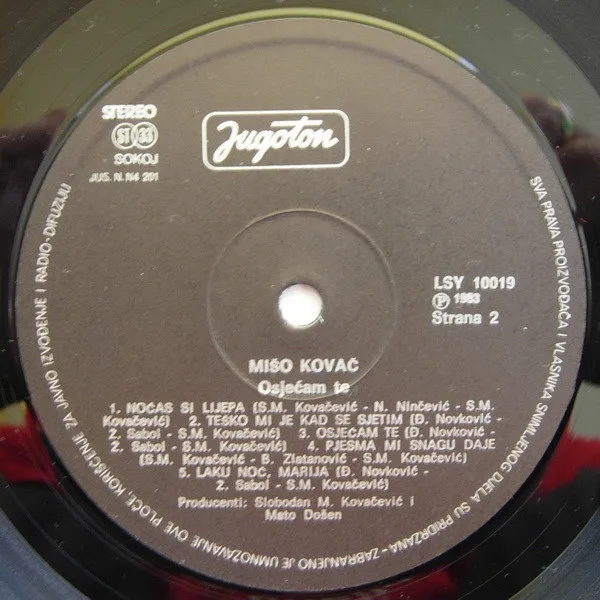 STEREO
ST 33
SOKOJ
JUS. N. N4 201
Jugoton
LSY 10019
Ⓟ 1983
Strana 2
MIŠO KOVAČ
Osjećam te
1. NOĆAS SI LIJEPA (S.M. Kovačević - N. Ninčević - S.M.
Kovačević) 2. TEŠKO MI JE KAD SE SJETIM (Đ. Novković -
2. Sabol - S.M. Kovačević) 3. OSJEĆAM TE (Đ. Novković -
2. Sabol - S.M. Kovačević) 4. PJESMA MI SNAGU DAJE
(S.M. Kovačević - B. Zlatanović - S.M. Kovačević)
5. LAKU NOĆ, MARIJA (Đ. Novković -
2. Sabol - S.M. Kovačević)
Producenti: Slobodan M. Kovačević i
Mato Došen
SVA PRAVA PROIZVOĐAČA I VLASNIKA SNIMLJENOG DJELA SU PRIDRŽANA - ZABRANJENO JE UMNOŽAVANJE OVE PLOČE, KORIŠĆENJE ZA JAVNO IZVOĐENJE I RADIO-DIFUZIJU